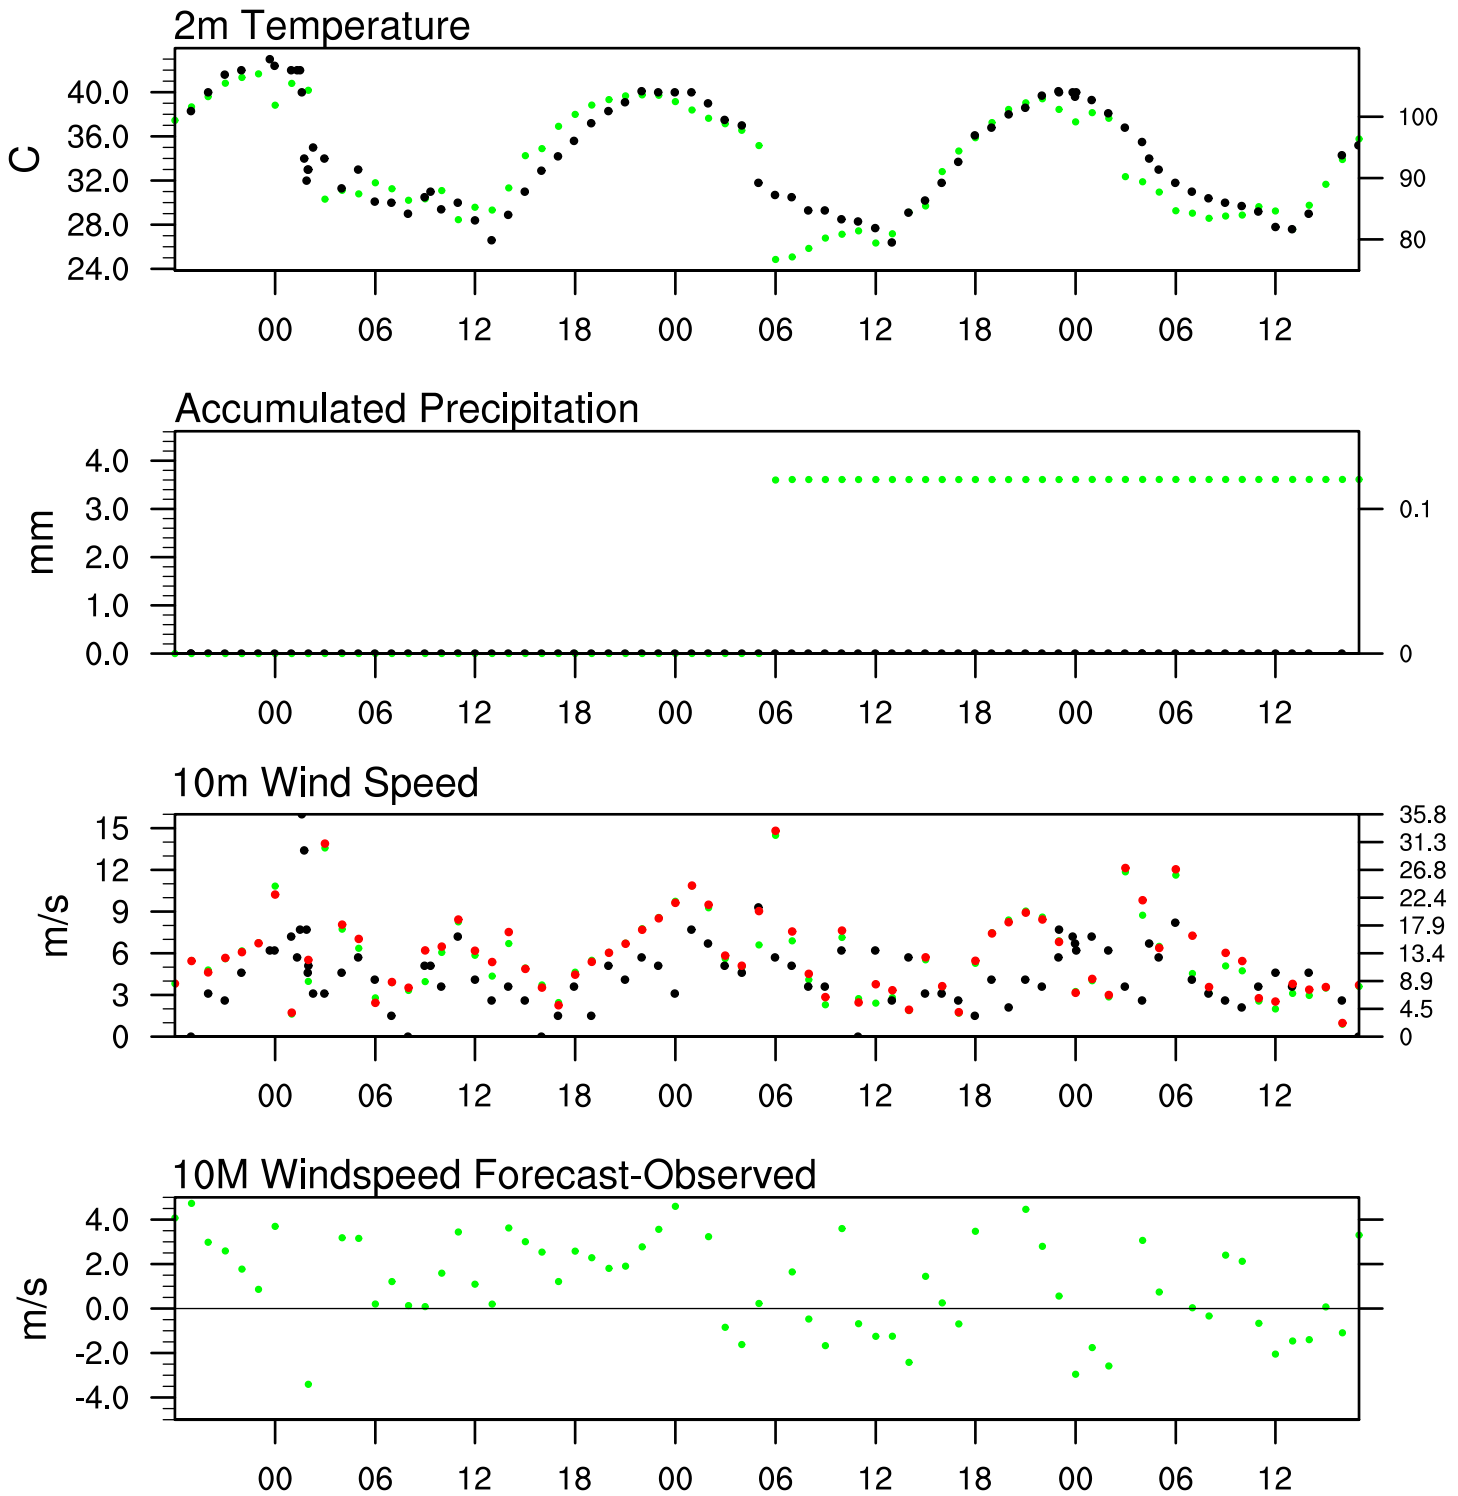 2m Temperature
C
40.0
36.0
32.0
28.0
24.0
100
90
80
00 06 12 18 00 06 12 18 00 06 12
Accumulated Precipitation
mm
4.0
3.0
2.0
1.0
0.0
0.1
0
00 06 12 18 00 06 12 18 00 06 12
10m Wind Speed
m/s
15
12
9
6
3
0
35.8
31.3
26.8
22.4
17.9
13.4
8.9
4.5
0
00 06 12 18 00 06 12 18 00 06 12
10M Windspeed Forecast-Observed
m/s
4.0
2.0
0.0
-2.0
-4.0
00 06 12 18 00 06 12 18 00 06 12